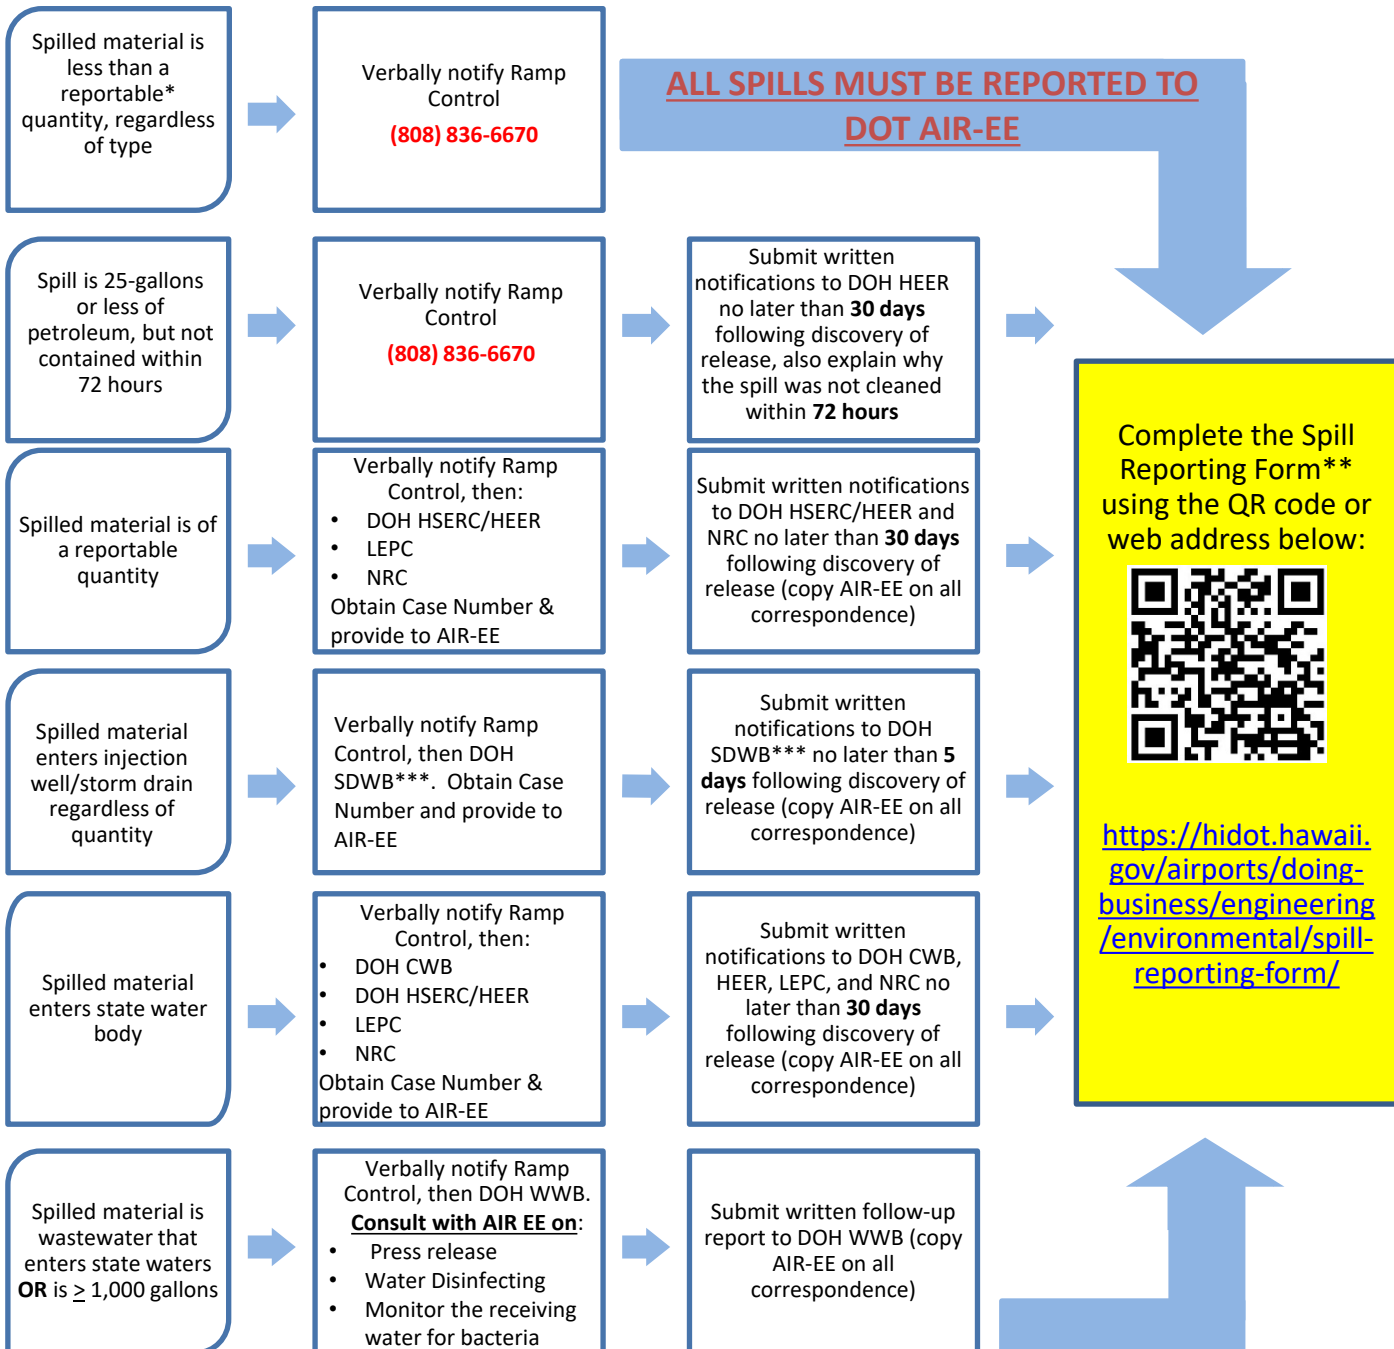 Spilled material is
less than a
reportable*
quantity, regardless
of type
Verbally notify Ramp
Control
(808) 836-6670
ALL SPILLS MUST BE REPORTED TO
DOT AIR-EE
Spill is 25-gallons
or less of
petroleum, but not
contained within
72 hours
Verbally notify Ramp
Control
(808) 836-6670
Submit written
notifications to DOH HEER
no later than 30 days
following discovery of
release, also explain why
the spill was not cleaned
within 72 hours
Spilled material is of
a reportable
quantity
Verbally notify Ramp
Control, then:
• DOH HSERC/HEER
• LEPC
• NRC
Obtain Case Number &
provide to AIR-EE
Submit written notifications
to DOH HSERC/HEER and
NRC no later than 30 days
following discovery of
release (copy AIR-EE on all
correspondence)
Spilled material
enters injection
well/storm drain
regardless of
quantity
Verbally notify Ramp
Control, then DOH
SDWB***.  Obtain Case
Number and provide to
AIR-EE
Submit written
notifications to DOH
SDWB*** no later than 5
days following discovery of
release (copy AIR-EE on all
correspondence)
Spilled material
enters state water
body
Verbally notify Ramp
Control, then:
• DOH CWB
• DOH HSERC/HEER
• LEPC
• NRC
Obtain Case Number &
provide to AIR-EE
Submit written
notifications to DOH CWB,
HEER, LEPC, and NRC no
later than 30 days
following discovery of
release (copy AIR-EE on all
correspondence)
Spilled material is
wastewater that
enters state waters
OR is > 1,000 gallons
Verbally notify Ramp
Control, then DOH WWB.
Consult with AIR EE on:
• Press release
• Water Disinfecting
• Monitor the receiving
water for bacteria
Submit written follow-up
report to DOH WWB (copy
AIR-EE on all
correspondence)
Complete the Spill
Reporting Form**
using the QR code or
web address below:
https://hidot.hawaii.
gov/airports/doing-
business/engineering
/environmental/spill-
reporting-form/